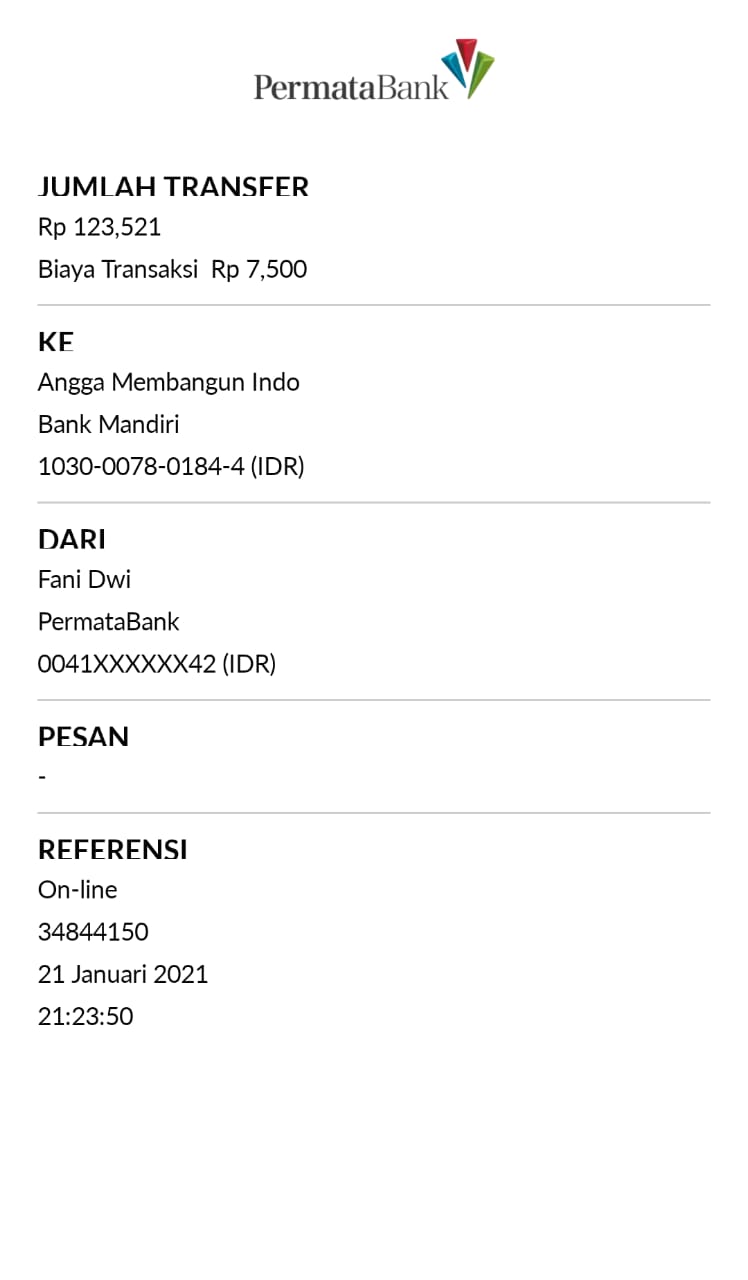 PermataBank
JUMLAH TRANSFER
Rp 123,521
Biaya Transaksi  Rp 7,500
KE
Angga Membangun Indo
Bank Mandiri
1030-0078-0184-4 (IDR)
DARI
Fani Dwi
PermataBank
0041XXXXXX42 (IDR)
PESAN
-
REFERENSI
On-line
34844150
21 Januari 2021
21:23:50